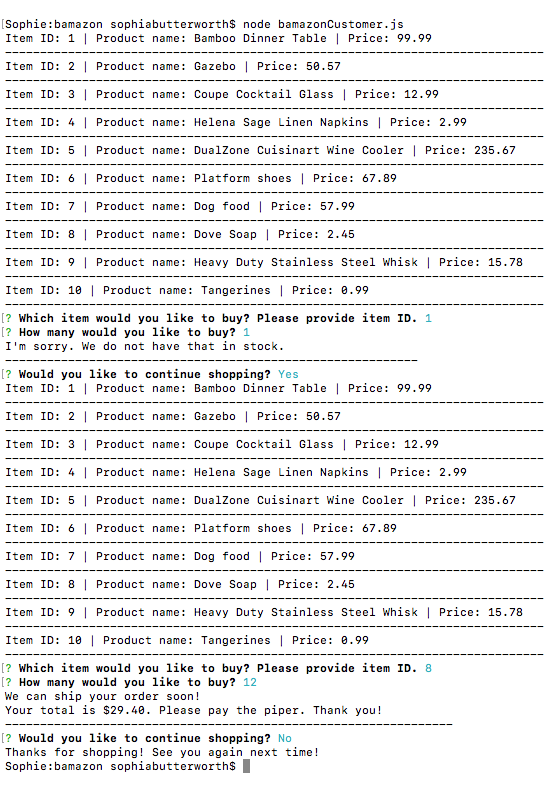 [Sophie:bamazon sophiabutterworth$ node bamazonCustomer.js
Item ID: 1 | Product name: Bamboo Dinner Table | Price: 99.99
Item ID: 2 | Product name: Gazebo | Price: 50.57
Item ID: 3 | Product name: Coupe Cocktail Glass | Price: 12.99
Item ID: 4 | Product name: Helena Sage Linen Napkins | Price: 2.99
Item ID: 5 | Product name: DualZone Cuisinart Wine Cooler | Price: 235.67
Item ID: 6 | Product name: Platform shoes | Price: 67.89
Item ID: 7 | Product name: Dog food | Price: 57.99
Item ID: 8 | Product name: Dove Soap | Price: 2.45
Item ID: 9 | Product name: Heavy Duty Stainless Steel Whisk | Price: 15.78
Item ID: 10 | Product name: Tangerines | Price: 0.99
[? Which item would you like to buy? Please provide item ID. 1
[? How many would you like to buy? 1
I'm sorry. We do not have that in stock.
[? Would you like to continue shopping? Yes
Item ID: 1 | Product name: Bamboo Dinner Table | Price: 99.99
Item ID: 2 | Product name: Gazebo | Price: 50.57
Item ID: 3 | Product name: Coupe Cocktail Glass | Price: 12.99
Item ID: 4 | Product name: Helena Sage Linen Napkins | Price: 2.99
Item ID: 5 | Product name: DualZone Cuisinart Wine Cooler | Price: 235.67
Item ID: 6 | Product name: Platform shoes | Price: 67.89
Item ID: 7 | Product name: Dog food | Price: 57.99
Item ID: 8 | Product name: Dove Soap | Price: 2.45
Item ID: 9 | Product name: Heavy Duty Stainless Steel Whisk | Price: 15.78
Item ID: 10 | Product name: Tangerines | Price: 0.99
[? Which item would you like to buy? Please provide item ID. 8
[? How many would you like to buy? 12
We can ship your order soon!
Your total is $29.40. Please pay the piper. Thank you!
[? Would you like to continue shopping? No
Thanks for shopping! See you again next time!
Sophie:bamazon sophiabutterworth$